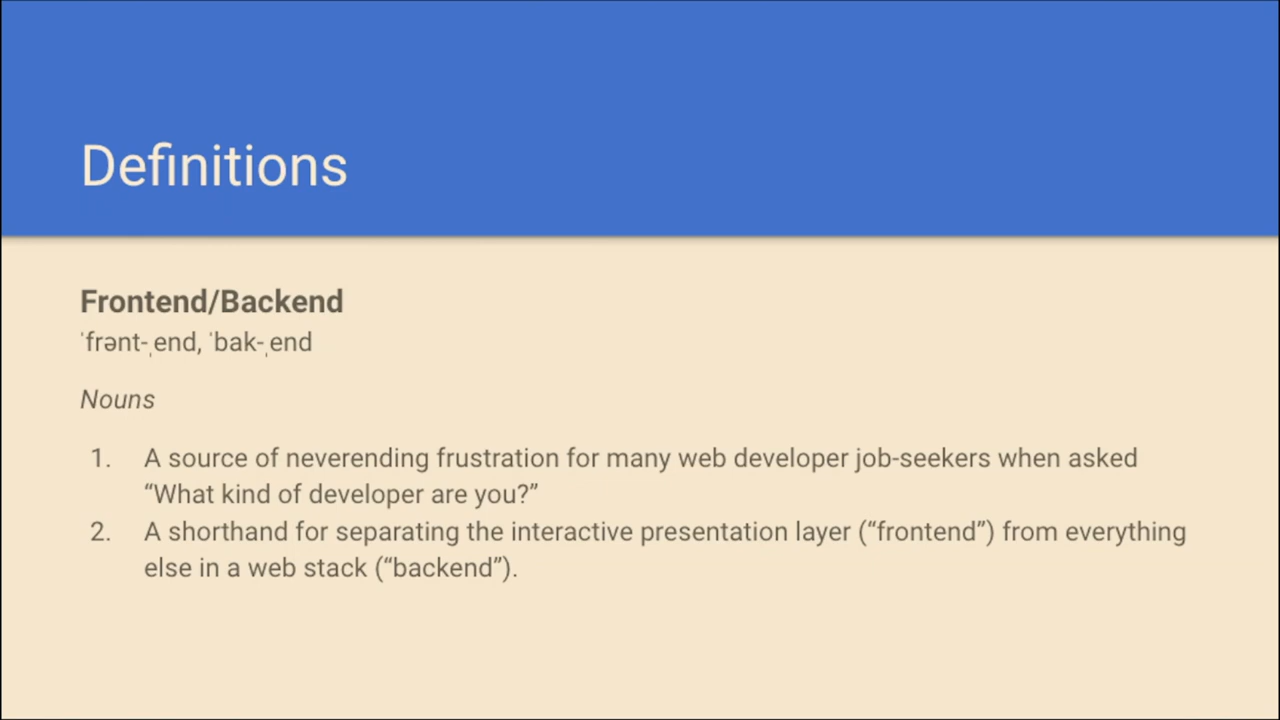 Definitions
Frontend/Backend
ˈfrənt-ˌend, ˈbak-ˌend
Nouns
1. A source of neverending frustration for many web developer job-seekers when asked
“What kind of developer are you?”
2. A shorthand for separating the interactive presentation layer (“frontend”) from everything
else in a web stack (“backend”).